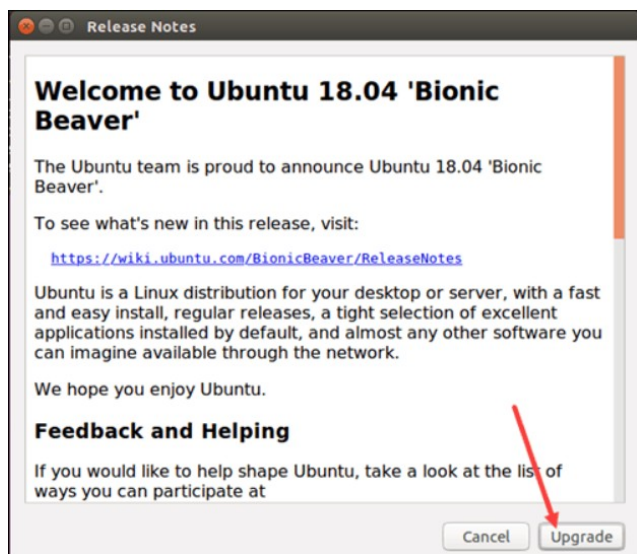 Release Notes
Welcome to Ubuntu 18.04 'Bionic
Beaver'
The Ubuntu team is proud to announce Ubuntu 18.04 'Bionic
Beaver'.
To see what's new in this release, visit:
https://wiki.ubuntu.com/BionicBeaver/ReleaseNotes
Ubuntu is a Linux distribution for your desktop or server, with a fast
and easy install, regular releases, a tight selection of excellent
applications installed by default, and almost any other software you
can imagine available through the network.
We hope you enjoy Ubuntu.
Feedback and Helping
If you would like to help shape Ubuntu, take a look at the list of
ways you can participate at
Cancel
Upgrade